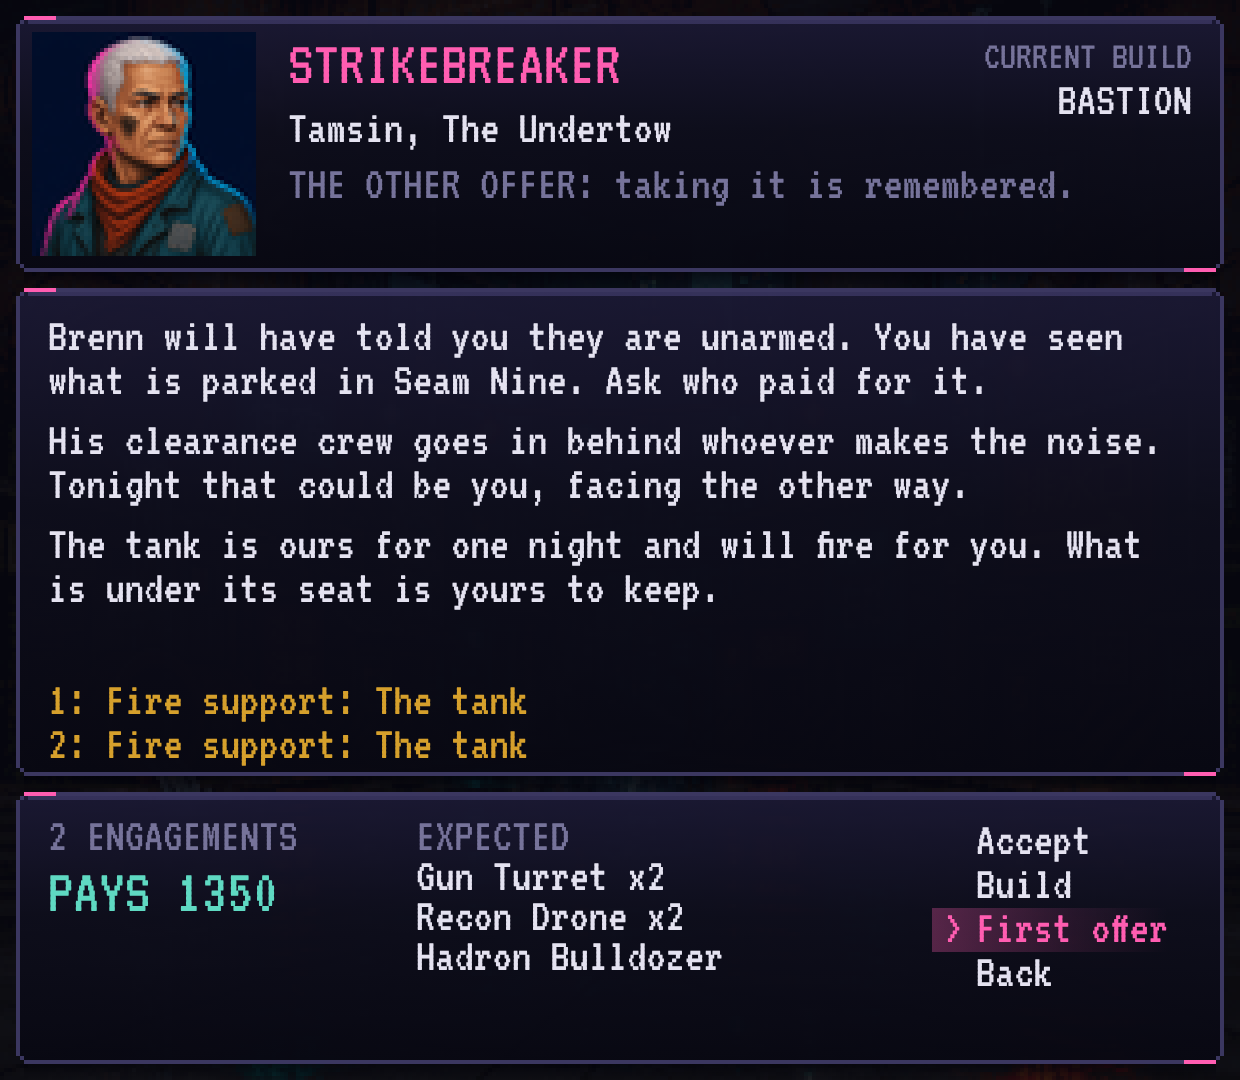 STRIKEBREAKER
Tamsin, The Undertow
THE OTHER OFFER: taking it is remembered.
CURRENT BUILD
BASTION
Brenn will have told you they are unarmed. You have seen
what is parked in Seam Nine. Ask who paid for it.
His clearance crew goes in behind whoever makes the noise.
Tonight that could be you, facing the other way.
The tank is ours for one night and will fire for you. What
is under its seat is yours to keep.
1: Fire support: The tank
2: Fire support: The tank
2 ENGAGEMENTS
PAYS 1350
EXPECTED
Gun Turret x2
Recon Drone x2
Hadron Bulldozer
Accept
Build
> First offer
Back